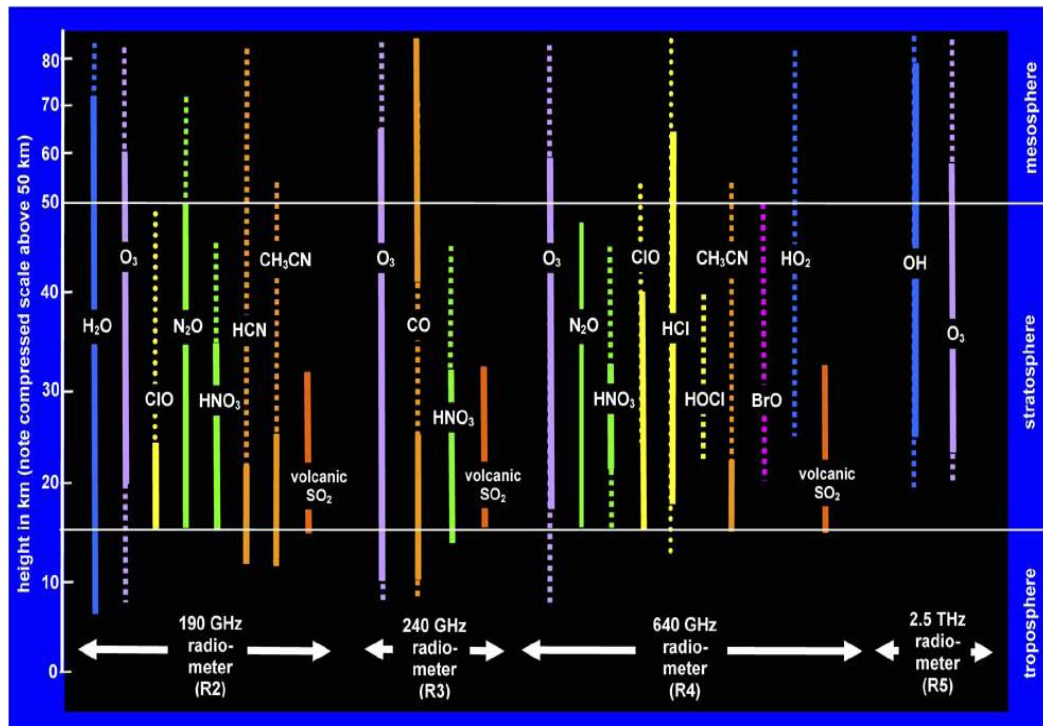 height in km (note compressed scale above 50 km)
80
70
60
50
40
30
20
10
0
H₂O
O₃
ClO
N₂O
HNO₃
HCN
CH₃CN
volcanic
SO₂
O₃
CO
HNO₃
volcanic
SO₂
O₃
N₂O
HNO₃
ClO
HCl
HOCl
CH₃CN
BrO
HO₂
volcanic
SO₂
OH
O₃
190 GHz
radio-
meter
(R2)
240 GHz
radio-
meter
(R3)
640 GHz
radio-
meter
(R4)
2.5 THz
radio-
meter
(R5)
mesosphere
stratosphere
troposphere